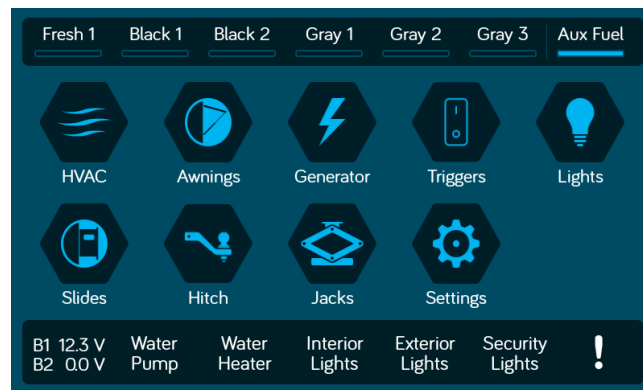 Fresh 1 Black 1 Black 2 Gray 1 Gray 2 Gray 3 Aux Fuel
HVAC Awnings Generator Triggers Lights
Slides Hitch Jacks Settings
B1 12.3 V Water Water Interior Exterior Security !
B2 0.0 V Pump Heater Lights Lights Lights